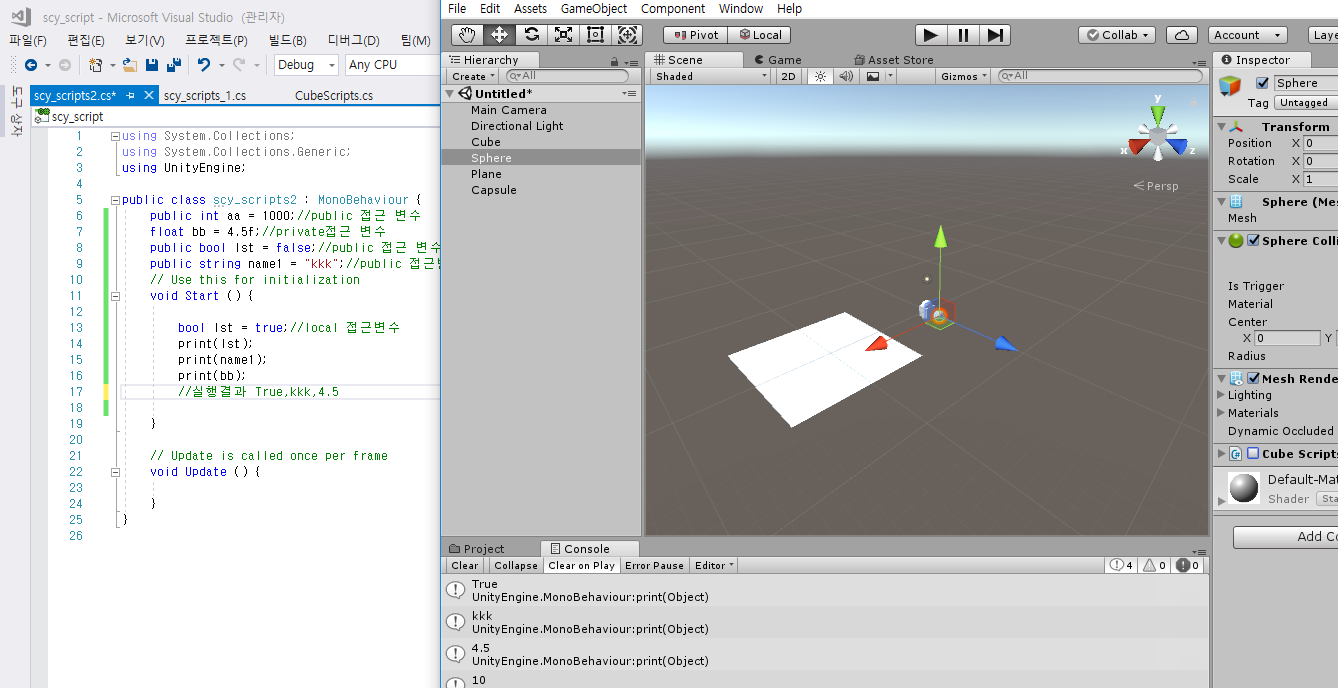 scy_script - Microsoft Visual Studio (관리자)
파일(F) 편집(E) 보기(V) 프로젝트(P) 빌드(B) 디버그(D) 팀(M)
Debug Any CPU
도구 상자
scy_scripts2.cs* scy_scripts_1.cs CubeScripts.cs
scy_script
1 using System.Collections;
2 using System.Collections.Generic;
3 using UnityEngine;
4
5 public class scy_scripts2 : MonoBehaviour {
6 public int aa = 1000;//public 접근 변수
7 float bb = 4.5f;//private접근 변수
8 public bool lst = false;//public 접근 변수
9 public string name1 = "kkk";//public 접근변
10 // Use this for initialization
11 void Start () {
12
13 bool lst = true;//local 접근변수
14 print(lst);
15 print(name1);
16 print(bb);
17 //실행결과 True,kkk,4.5
18
19 }
20
21 // Update is called once per frame
22 void Update () {
23
24 }
25 }
26
File Edit Assets GameObject Component Window Help
Pivot Local Collab Account Laye
Hierarchy
Create All
Untitled*
Main Camera
Directional Light
Cube
Sphere
Plane
Capsule
Scene Game Asset Store
Shaded 2D Gizmos All
y
x z
Persp
Inspector
Sphere
Tag Untagged
Transform
Position X 0
Rotation X 0
Scale X 1
Sphere (Mes
Mesh
Sphere Colli
Is Trigger
Material
Center
X 0 Y
Radius
Mesh Rende
Lighting
Materials
Dynamic Occluded
Cube Scripts
Default-Mat
Shader Sta
Add Co
Project Console
Clear Collapse Clear on Play Error Pause Editor 4 0 0
True
UnityEngine.MonoBehaviour:print(Object)
kkk
UnityEngine.MonoBehaviour:print(Object)
4.5
UnityEngine.MonoBehaviour:print(Object)
10